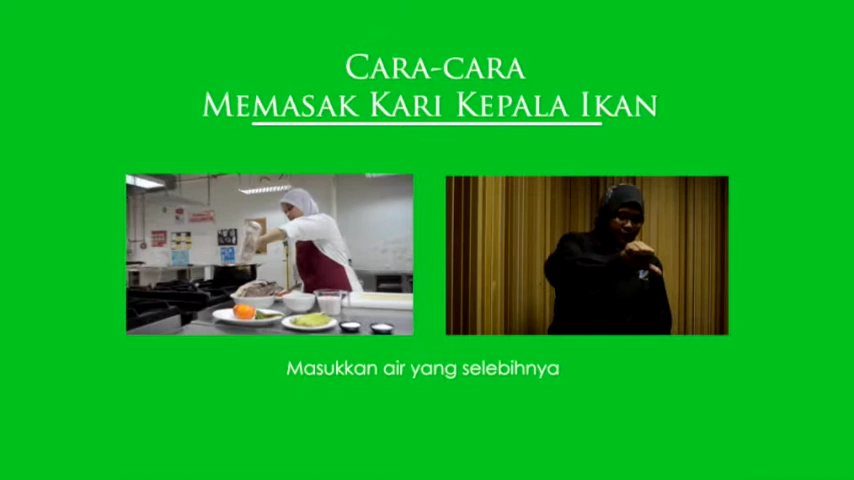 CARA-CARA
MEMASAK KARI KEPALA IKAN
Masukkan air yang selebihnya